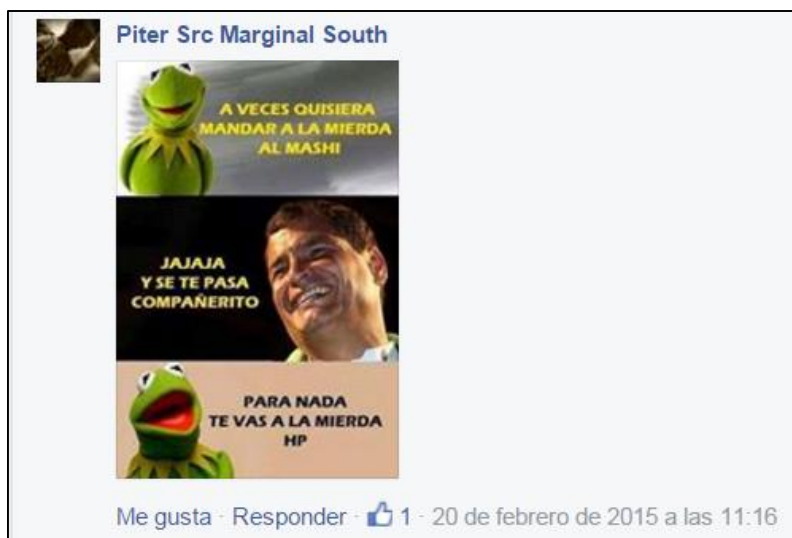 Piter Src Marginal South
A VECES QUISIERA
MANDAR A LA MIERDA
AL MASHI
JAJAJA
Y SE TE PASA
COMPAÑERITO
PARA NADA
TE VAS A LA MIERDA
HP
Me gusta · Responder · 1 · 20 de febrero de 2015 a las 11:16